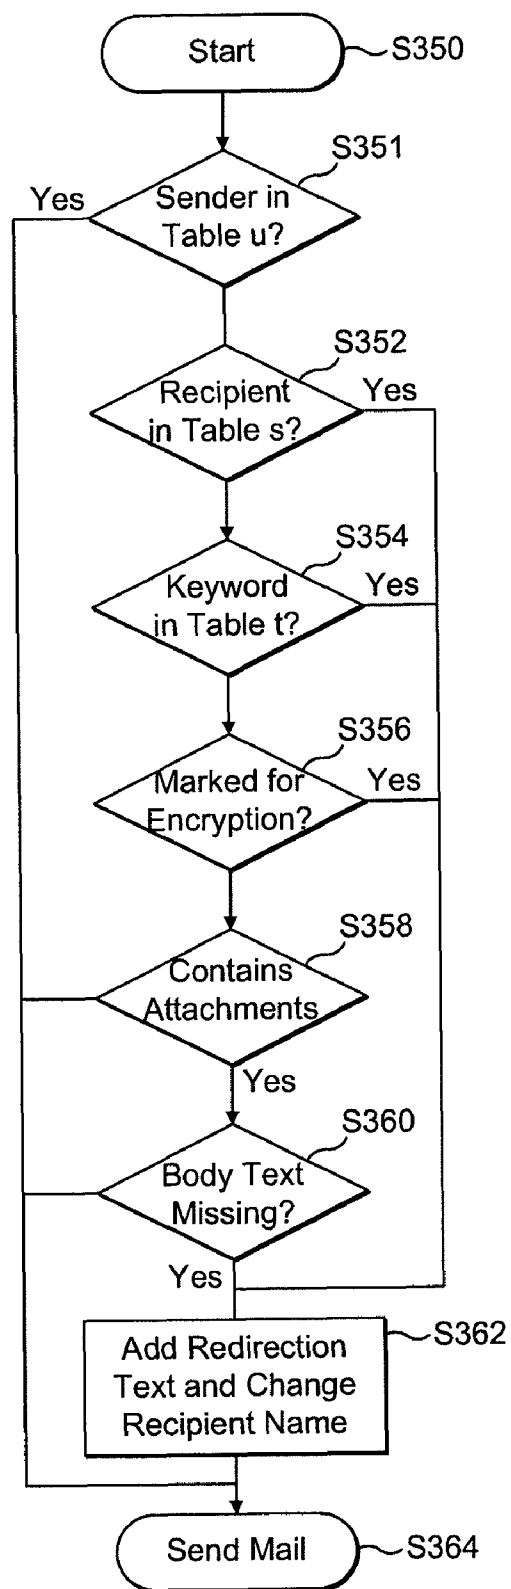 Start
S350
S351
Yes
Sender in
Table u?
S352
Recipient
in Table s?
Yes
S354
Keyword
in Table t?
Yes
S356
Marked for
Encryption?
Yes
S358
Contains
Attachments
Yes
S360
Body Text
Missing?
Yes
S362
Add Redirection
Text and Change
Recipient Name
Send Mail
S364